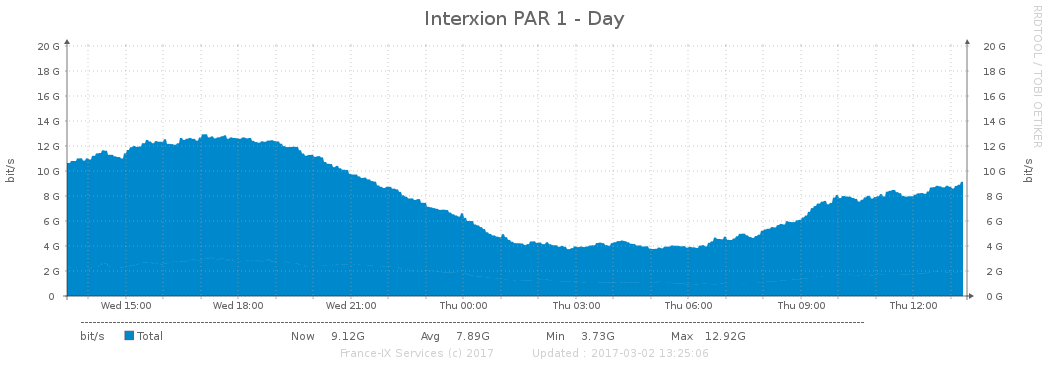 Interxion PAR 1 - Day
RRDTOOL / TOBI OETIKER
20 G 20 G
18 G 18 G
16 G 16 G
14 G 14 G
12 G 12 G
10 G 10 G
8 G 8 G
6 G 6 G
4 G 4 G
2 G 2 G
0 0 G
bit/s
bit/s
Wed 15:00 Wed 18:00 Wed 21:00 Thu 00:00 Thu 03:00 Thu 06:00 Thu 09:00 Thu 12:00
bit/s Total Now 9.12G Avg 7.89G Min 3.73G Max 12.92G
France-IX Services (c) 2017 Updated : 2017-03-02 13:25:06